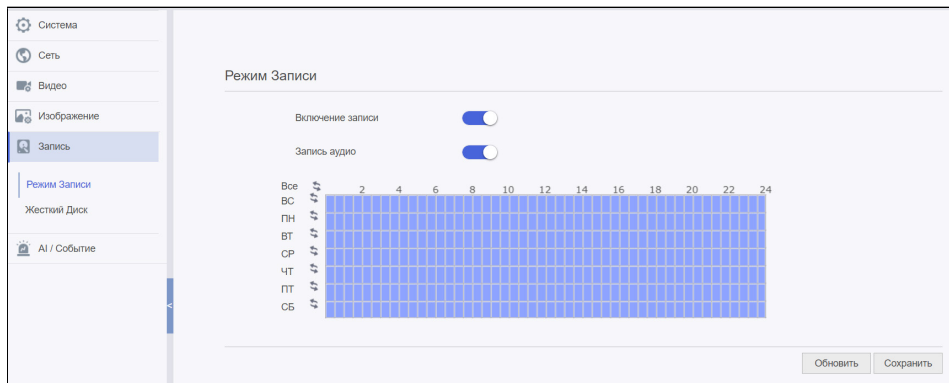 Система
Сеть
Видео
Изображение
Запись
Режим Записи
Жесткий Диск
AI / Событие
<
Режим Записи
Включение записи
Запись аудио
Все 2 4 6 8 10 12 14 16 18 20 22 24
ВС
ПН
ВТ
СР
ЧТ
ПТ
СБ
Обновить Сохранить